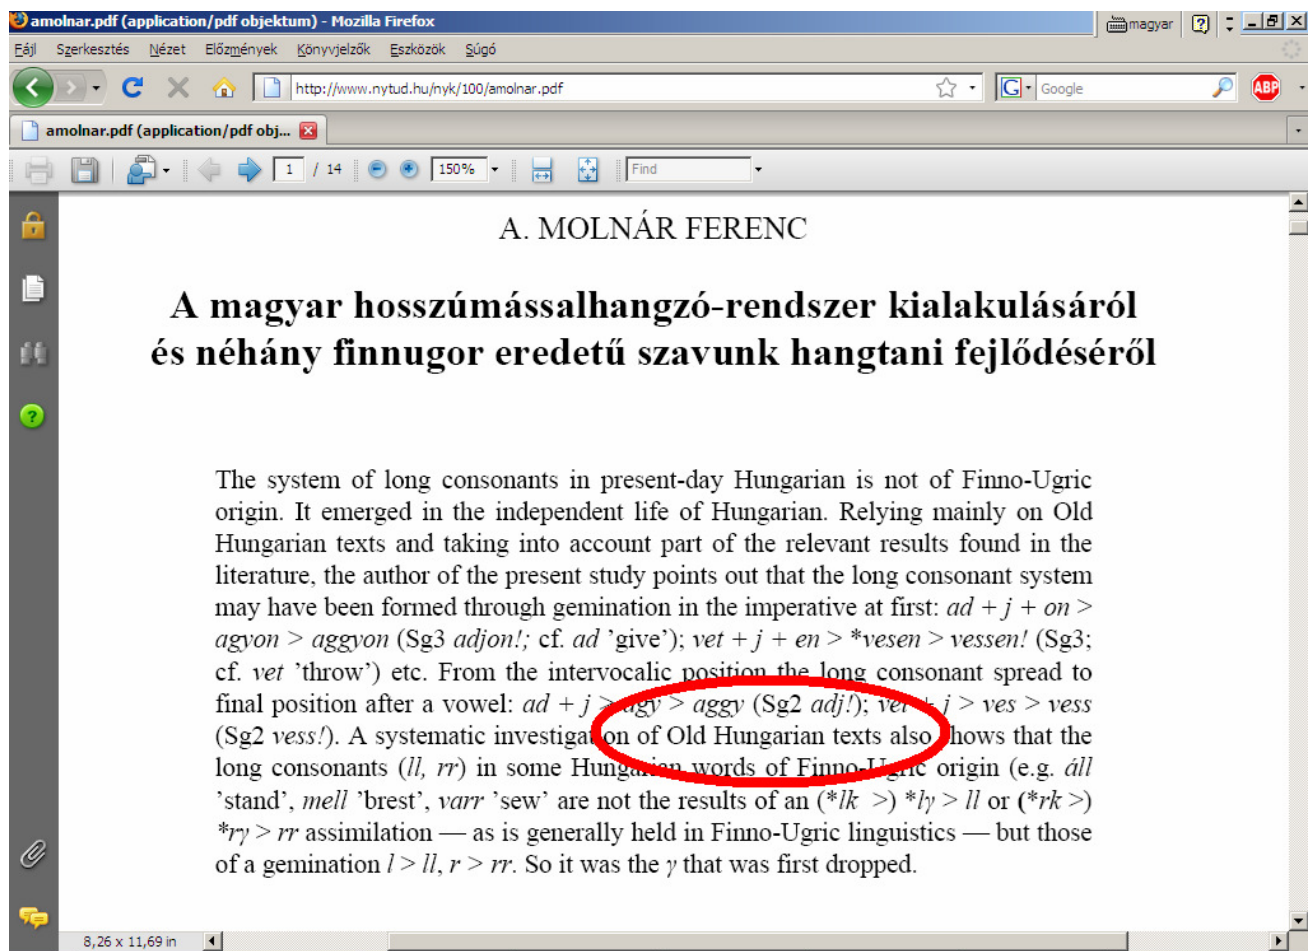 amolnar.pdf (application/pdf objektum) - Mozilla Firefox
magyar
Fájl Szerkesztés Nézet Előzmények Könyvjelzők Eszközök Súgó
http://www.nytud.hu/nyk/100/amolnar.pdf
G Google
ABP
amolnar.pdf (application/pdf obj...
1 / 14 150% Find
A. MOLNÁR FERENC
A magyar hosszúmássalhangzó-rendszer kialakulásáról
és néhány finnugor eredetű szavunk hangtani fejlődéséről
The system of long consonants in present-day Hungarian is not of Finno-Ugric
origin. It emerged in the independent life of Hungarian. Relying mainly on Old
Hungarian texts and taking into account part of the relevant results found in the
literature, the author of the present study points out that the long consonant system
may have been formed through gemination in the imperative at first: ad + j + on >
agyon > aggyon (Sg3 adjon!; cf. ad ’give’); vet + j + en > *vesen > vessen! (Sg3;
cf. vet ’throw’) etc. From the intervocalic position the long consonant spread to
final position after a vowel: ad + j > agy > aggy (Sg2 adj!); vet + j > ves > vess
(Sg2 vess!). A systematic investigation of Old Hungarian texts also shows that the
long consonants (ll, rr) in some Hungarian words of Finno-Ugric origin (e.g. áll
’stand’, mell ’brest’, varr ’sew’ are not the results of an (*lk >) *lγ > ll or (*rk >)
*rγ > rr assimilation — as is generally held in Finno-Ugric linguistics — but those
of a gemination l > ll, r > rr. So it was the γ that was first dropped.
8,26 x 11,69 in